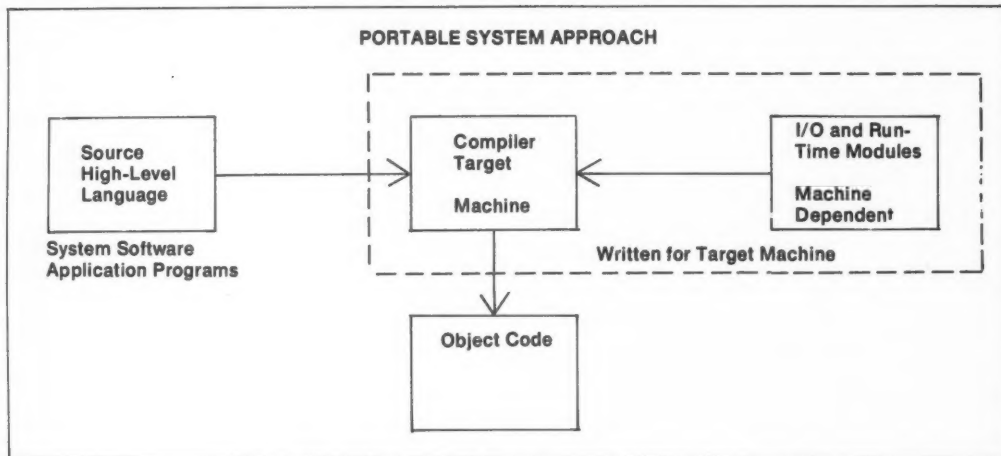 PORTABLE SYSTEM APPROACH
Source
High-Level
Language
System Software
Application Programs
Compiler
Target
Machine
I/O and Run-
Time Modules
Machine
Dependent
Written for Target Machine
Object Code